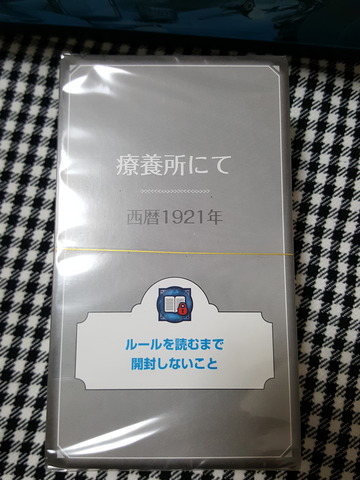 療養所にて
西暦1921年
ルールを読むまで
開封しないこと